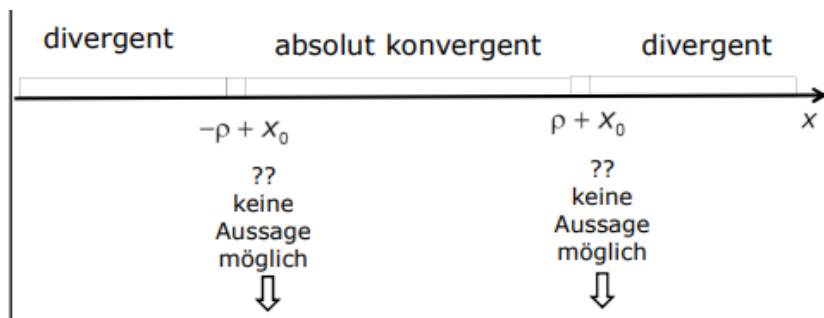 divergent absolut konvergent divergent
−ρ + x₀ ρ + x₀ x
?? ??
keine keine
Aussage Aussage
möglich möglich